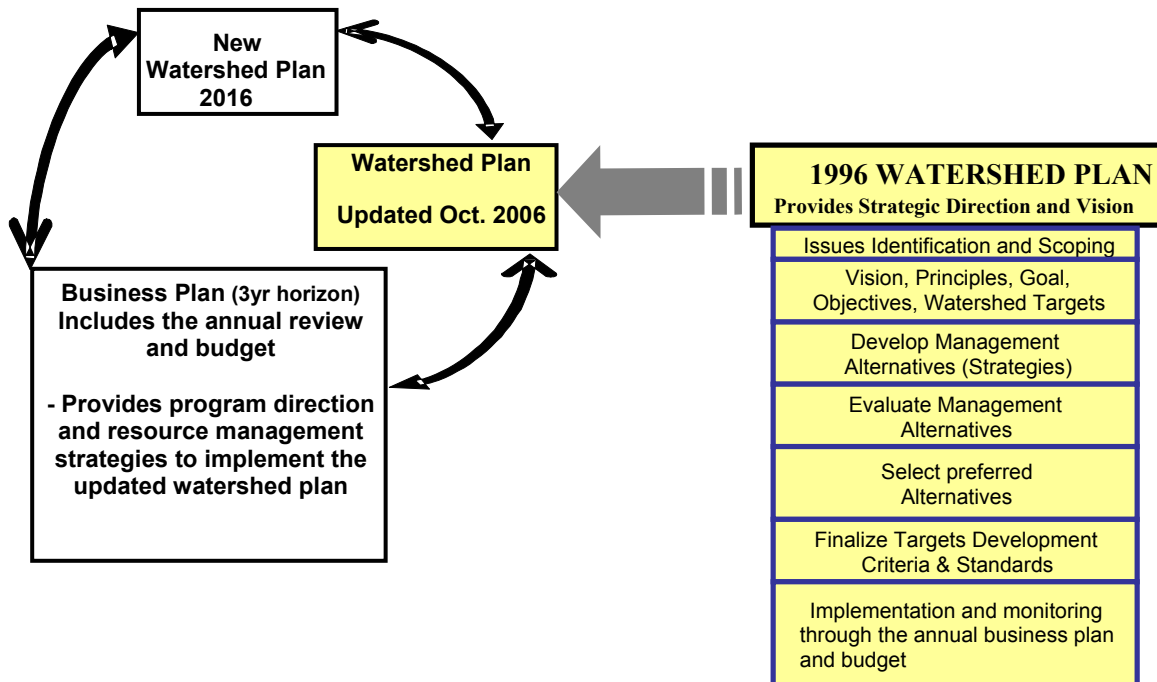 New
Watershed Plan
2016
Watershed Plan
Updated Oct. 2006
Business Plan (3yr horizon)
Includes the annual review
and budget
- Provides program direction
and resource management
strategies to implement the
updated watershed plan
1996 WATERSHED PLAN
Provides Strategic Direction and Vision
Issues Identification and Scoping
Vision, Principles, Goal,
Objectives, Watershed Targets
Develop Management
Alternatives (Strategies)
Evaluate Management
Alternatives
Select preferred
Alternatives
Finalize Targets Development
Criteria & Standards
Implementation and monitoring
through the annual business plan
and budget